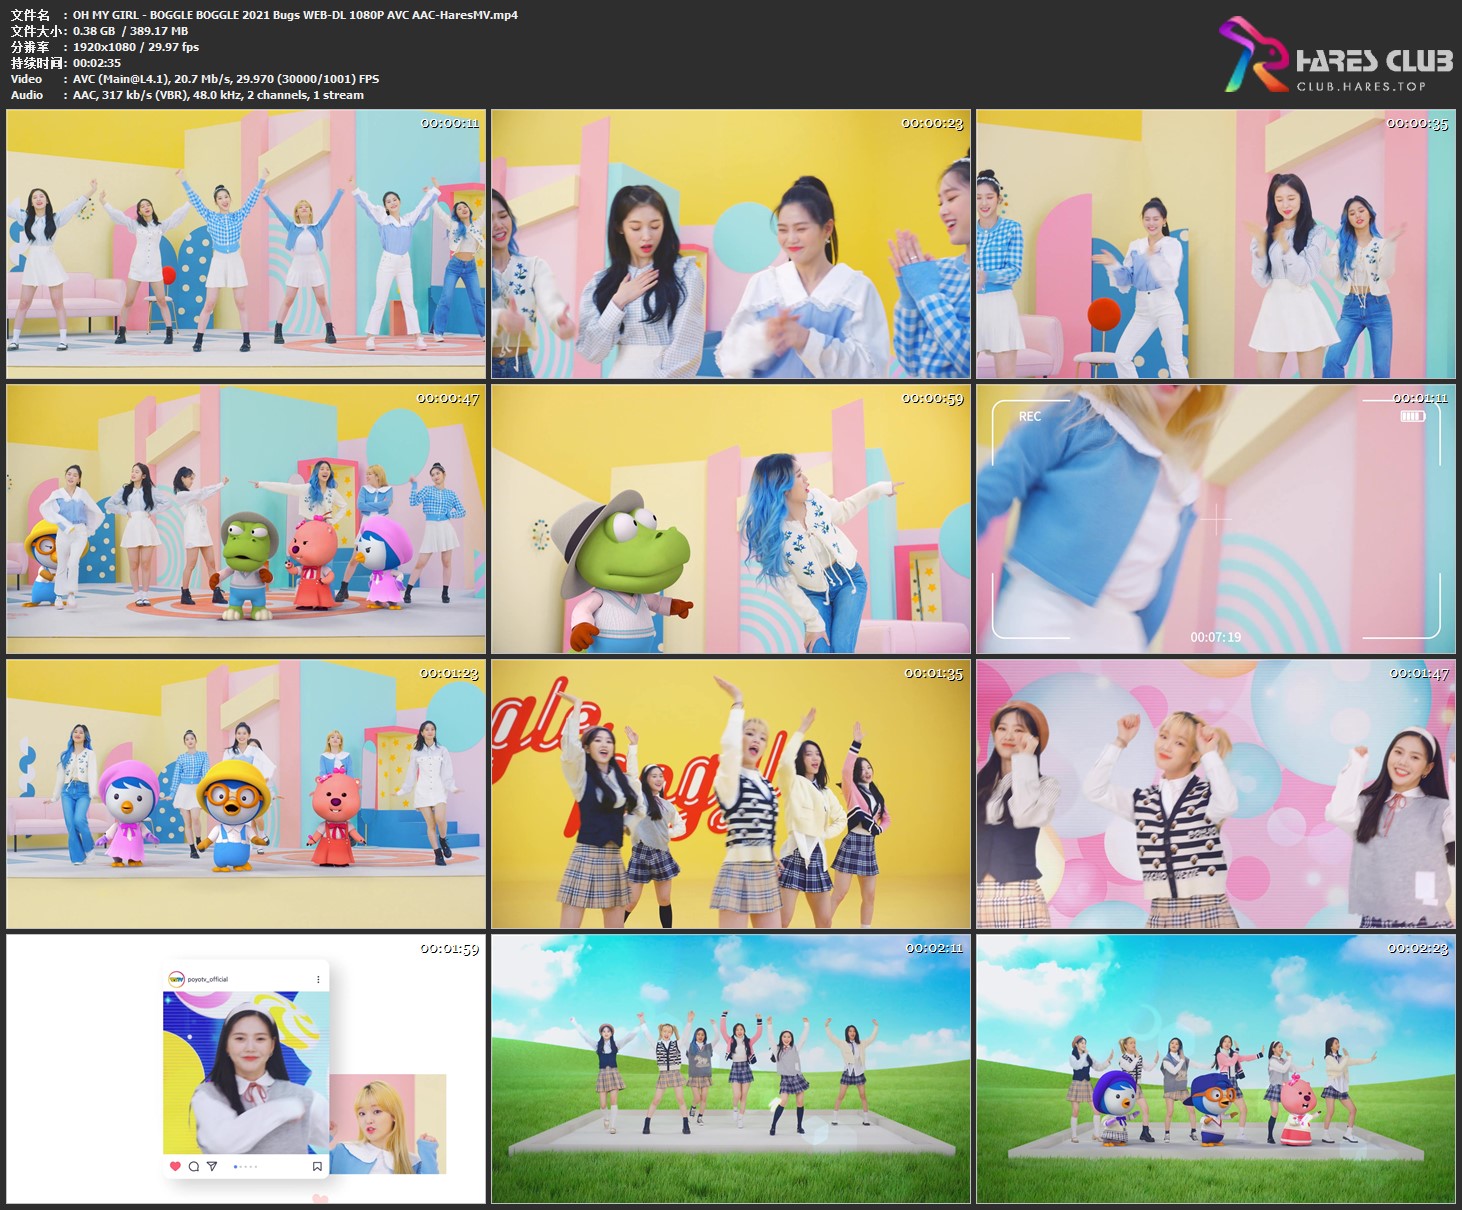 文件名 : OH MY GIRL - BOGGLE BOGGLE 2021 Bugs WEB-DL 1080P AVC AAC-HaresMV.mp4
文件大小: 0.38 GB / 389.17 MB
分辨率 : 1920x1080 / 29.97 fps
持续时间: 00:02:35
Video : AVC (Main@L4.1), 20.7 Mb/s, 29.970 (30000/1001) FPS
Audio : AAC, 317 kb/s (VBR), 48.0 kHz, 2 channels, 1 stream
HARES CLUB
CLUB.HARES.TOP
00:00:11
00:00:23
00:00:35
00:00:47
00:00:59
00:01:11
REC
00:07:19
00:01:23
00:01:35
00:01:47
00:01:59
poyotv_official
00:02:11
00:02:23